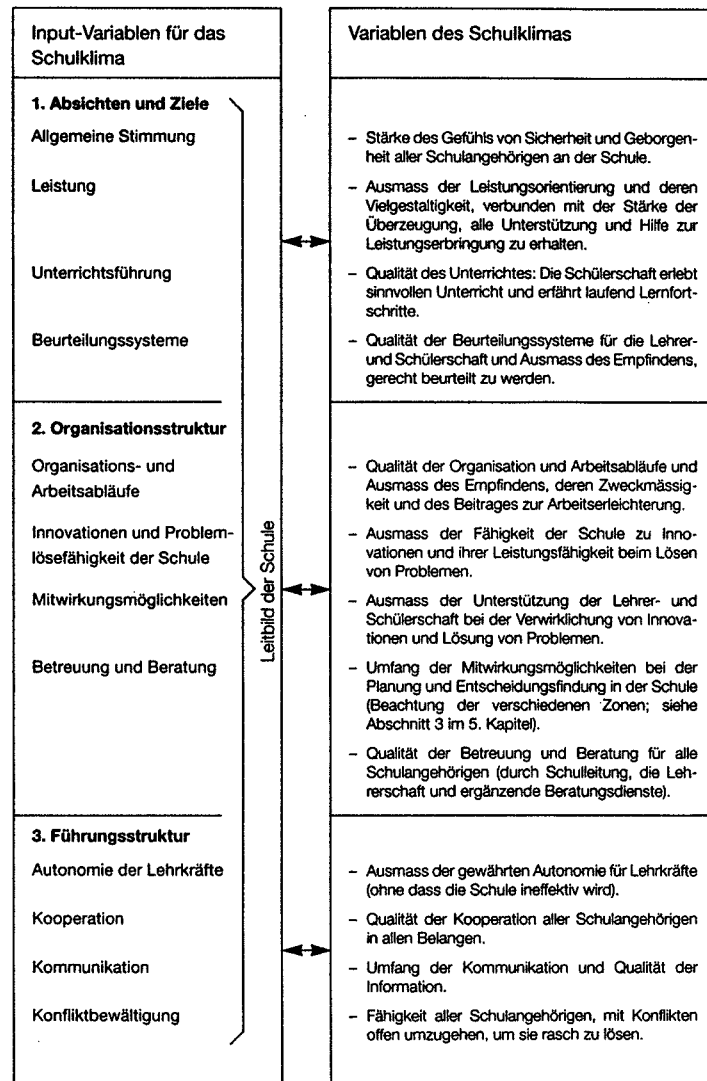 Input-Variablen für das
Schulklima
Variablen des Schulklimas
1. Absichten und Ziele
Allgemeine Stimmung
– Stärke des Gefühls von Sicherheit und Geborgen-
heit aller Schulangehörigen an der Schule.
Leistung
– Ausmass der Leistungsorientierung und deren
Vielgestaltigkeit, verbunden mit der Stärke der
Überzeugung, alle Unterstützung und Hilfe zur
Leistungserbringung zu erhalten.
Unterrichtsführung
– Qualität des Unterrichtes: Die Schülerschaft erlebt
sinnvollen Unterricht und erfährt laufend Lernfort-
schritte.
Beurteilungssysteme
– Qualität der Beurteilungssysteme für die Lehrer-
und Schülerschaft und Ausmass des Empfindens,
gerecht beurteilt zu werden.
2. Organisationsstruktur
Organisations- und
Arbeitsabläufe
– Qualität der Organisation und Arbeitsabläufe und
Ausmass des Empfindens, deren Zweckmässig-
keit und des Beitrages zur Arbeitserleichterung.
Innovationen und Problem-
lösefähigkeit der Schule
– Ausmass der Fähigkeit der Schule zu Inno-
vationen und ihrer Leistungsfähigkeit beim Lösen
von Problemen.
Mitwirkungsmöglichkeiten
– Ausmass der Unterstützung der Lehrer- und
Schülerschaft bei der Verwirklichung von Innova-
tionen und Lösung von Problemen.
Betreuung und Beratung
– Umfang der Mitwirkungsmöglichkeiten bei der
Planung und Entscheidungsfindung in der Schule
(Beachtung der verschiedenen Zonen; siehe
Abschnitt 3 im 5. Kapitel).
– Qualität der Betreuung und Beratung für alle
Schulangehörigen (durch Schulleitung, die Leh-
rerschaft und ergänzende Beratungsdienste).
Leitbild der Schule
3. Führungsstruktur
Autonomie der Lehrkräfte
– Ausmass der gewährten Autonomie für Lehrkräfte
(ohne dass die Schule ineffektiv wird).
Kooperation
– Qualität der Kooperation aller Schulangehörigen
in allen Belangen.
Kommunikation
– Umfang der Kommunikation und Qualität der
Information.
Konfliktbewältigung
– Fähigkeit aller Schulangehörigen, mit Konflikten
offen umzugehen, um sie rasch zu lösen.